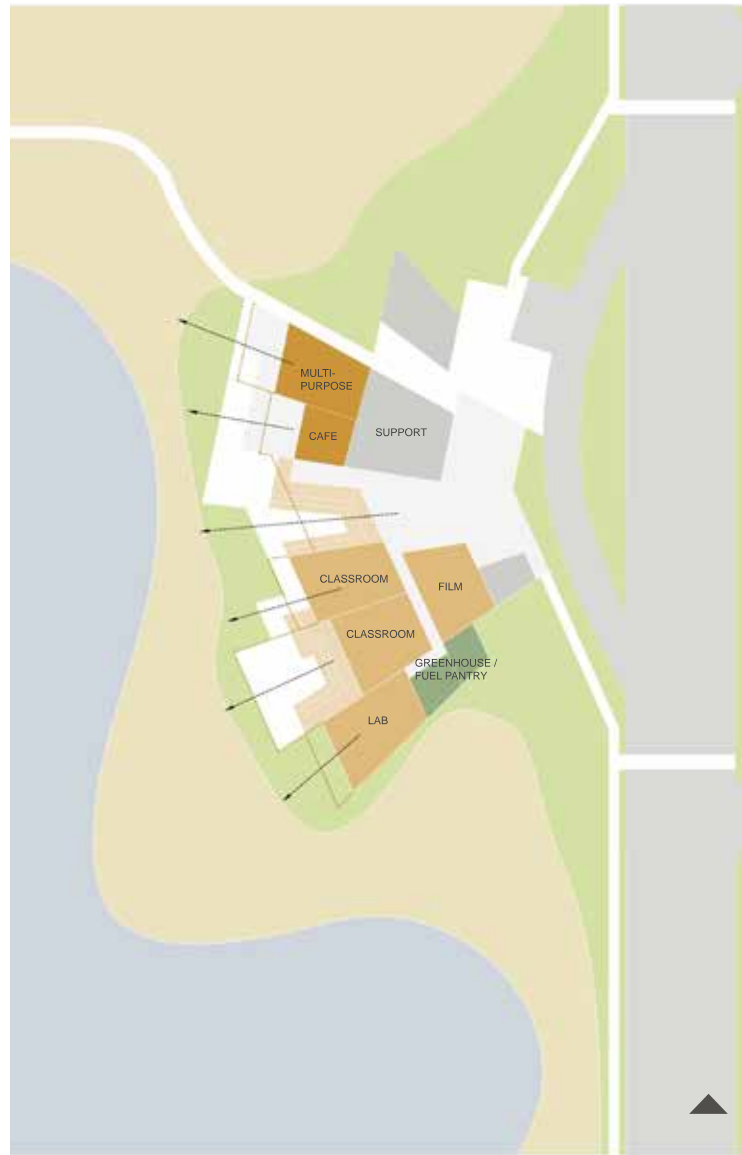 MULTI-
PURPOSE
CAFE
SUPPORT
CLASSROOM
FILM
CLASSROOM
GREENHOUSE /
FUEL PANTRY
LAB